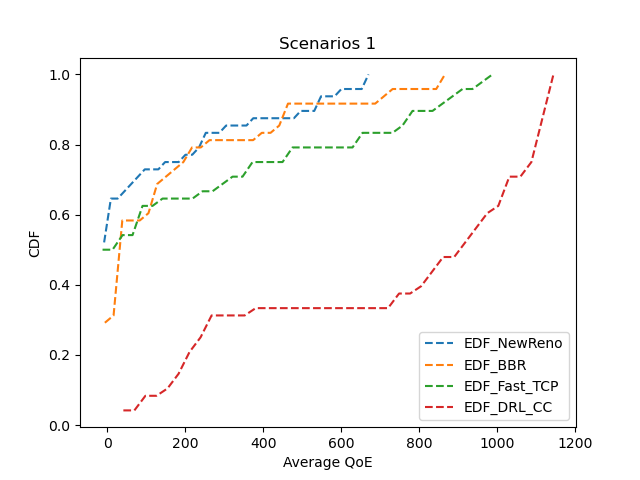 Scenarios 1
1.0
0.8
0.6
0.4
0.2
0.0
CDF
0
200
400
600
800
1000
1200
Average QoE
EDF_NewReno
EDF_BBR
EDF_Fast_TCP
EDF_DRL_CC